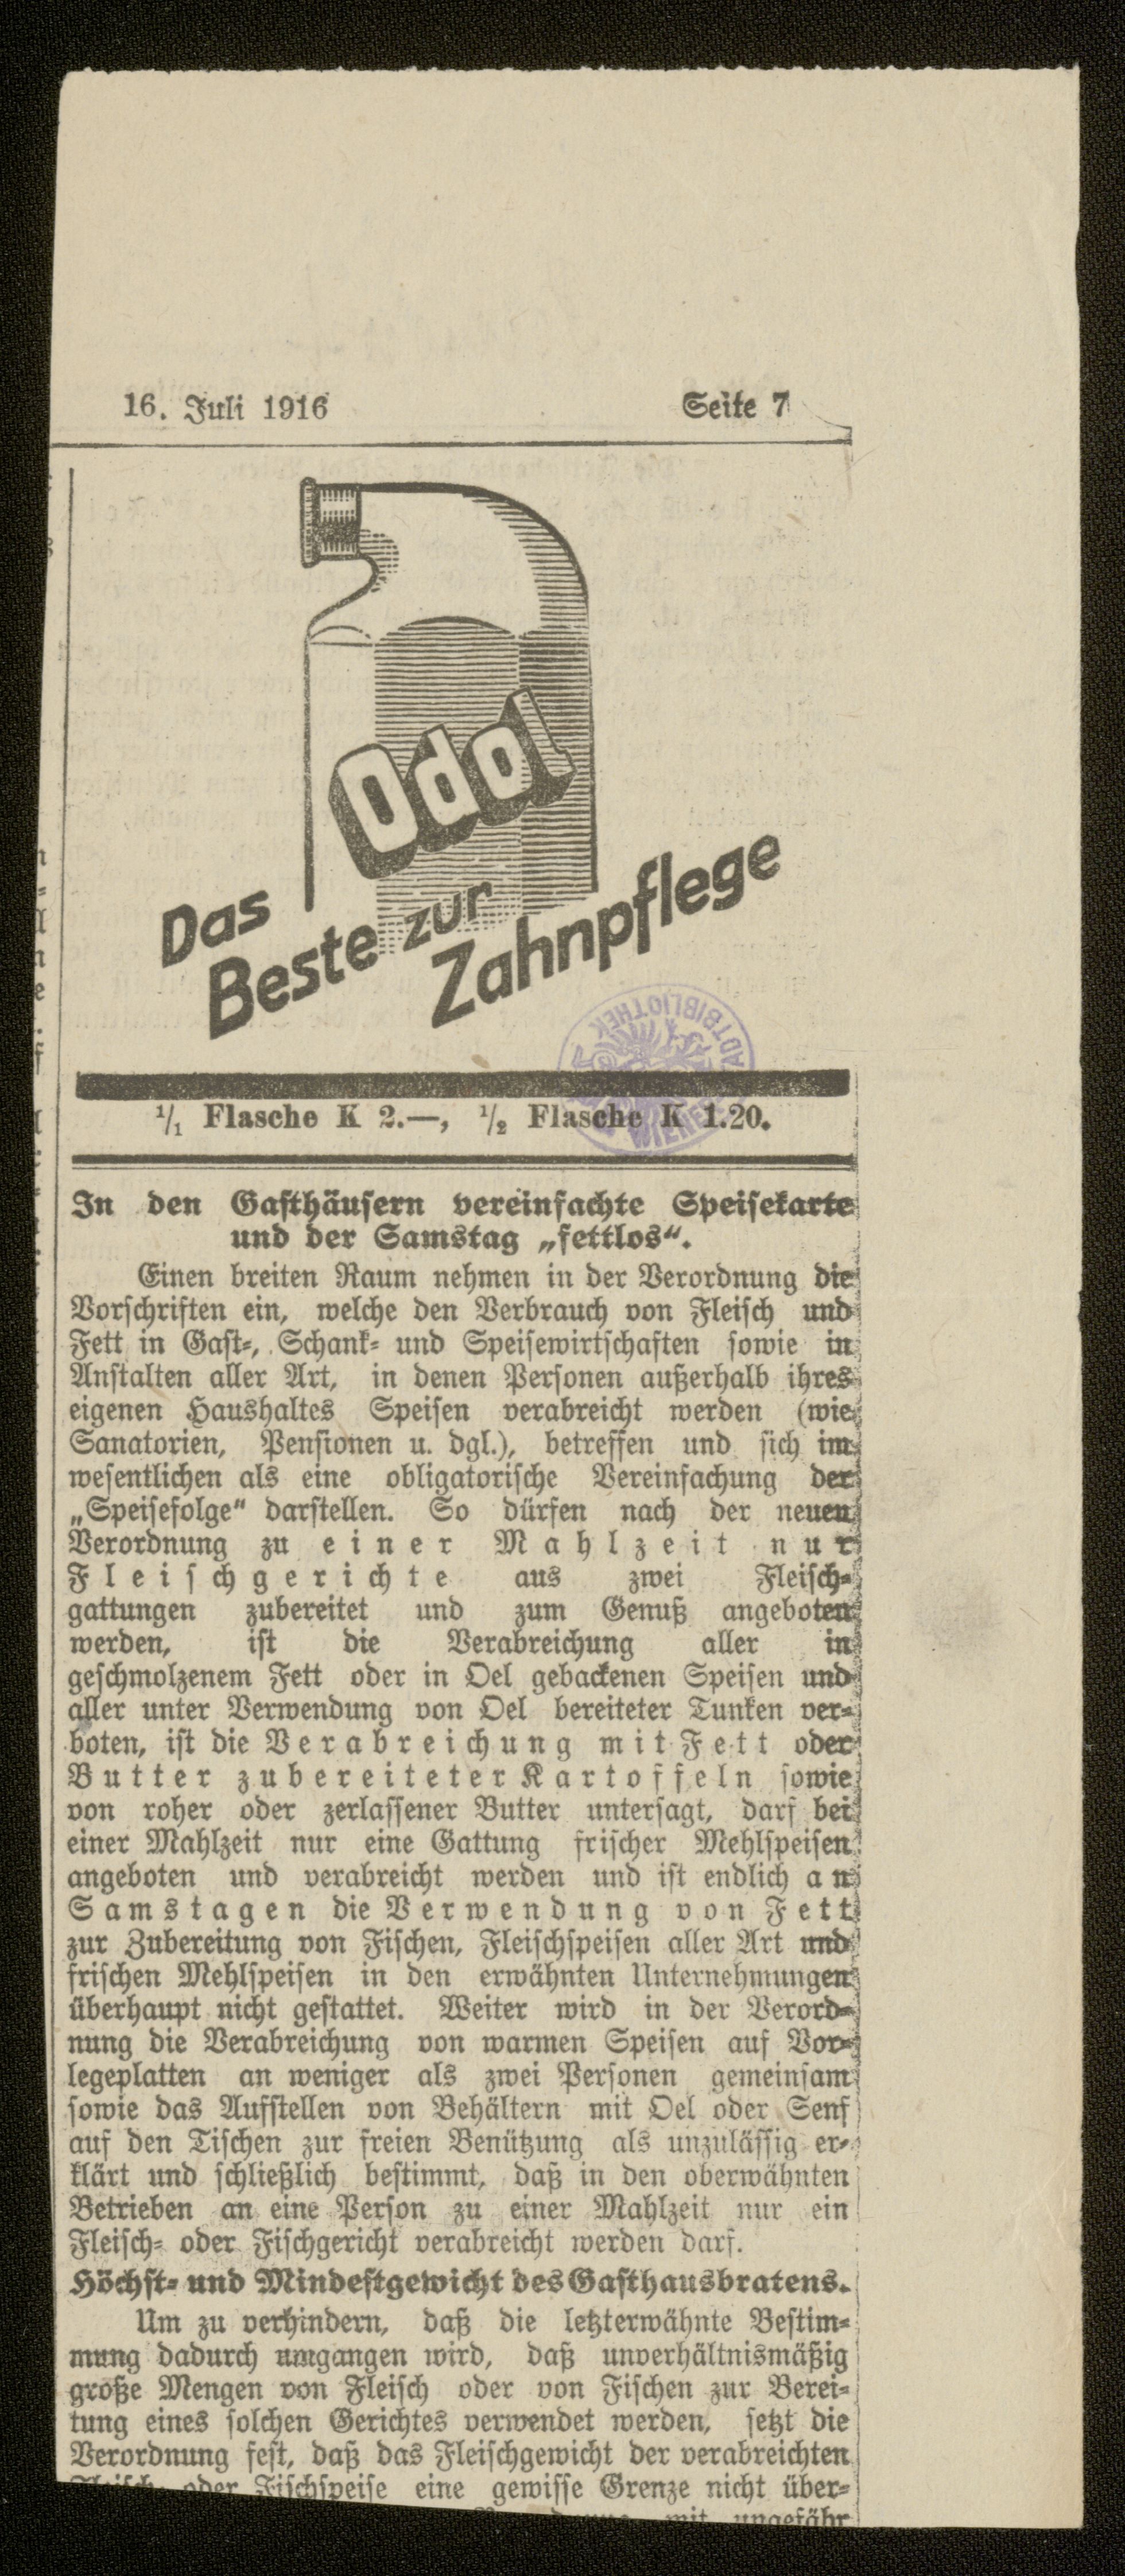 16. Juli 1916 Seite 7
Odol
Das
Beste zur
Zahnpflege
WIENER STADTBIBLIOTHEK
1/1 Flasche K 2.—, 1/2 Flasche K 1.20.
In den Gasthäusern vereinfachte Speisekarte
und der Samstag „fettlos“.
Einen breiten Raum nehmen in der Verordnung die
Vorschriften ein, welche den Verbrauch von Fleisch und
Fett in Gast-, Schank- und Speisewirtschaften sowie in
Anstalten aller Art, in denen Personen außerhalb ihres
eigenen Haushaltes Speisen verabreicht werden (wie
Sanatorien, Pensionen u. dgl.), betreffen und sich im
wesentlichen als eine obligatorische Vereinfachung der
„Speisefolge“ darstellen. So dürfen nach der neuen
Verordnung zu einer Mahlzeit nur
Fleischgerichte aus zwei Fleisch-
gattungen zubereitet und zum Genuß angeboten
werden, ist die Verabreichung aller in
geschmolzenem Fett oder in Oel gebackenen Speisen und
aller unter Verwendung von Oel bereiteter Tunken ver-
boten, ist die Verabreichung mit Fett oder
Butter zubereiteter Kartoffeln sowie
von roher oder zerlassener Butter untersagt, darf bei
einer Mahlzeit nur eine Gattung frischer Mehlspeisen
angeboten und verabreicht werden und ist endlich an
Samstagen die Verwendung von Fett
zur Zubereitung von Fischen, Fleischspeisen aller Art und
frischen Mehlspeisen in den erwähnten Unternehmungen
überhaupt nicht gestattet. Weiter wird in der Verord-
nung die Verabreichung von warmen Speisen auf Vor-
legeplatten an weniger als zwei Personen gemeinsam
sowie das Aufstellen von Behältern mit Oel oder Senf
auf den Tischen zur freien Benützung als unzulässig er-
klärt und schließlich bestimmt, daß in den oberwähnten
Betrieben an eine Person zu einer Mahlzeit nur ein
Fleisch- oder Fischgericht verabreicht werden darf.
Höchst- und Mindestgewicht des Gasthausbratens.
Um zu verhindern, daß die letzterwähnte Bestim-
mung dadurch umgangen wird, daß unverhältnismäßig
große Mengen von Fleisch oder von Fischen zur Berei-
tung eines solchen Gerichtes verwendet werden, setzt die
Verordnung fest, daß das Fleischgewicht der verabreichten
Fleisch- oder Fischspeise eine gewisse Grenze nicht über-
mit ungefähr